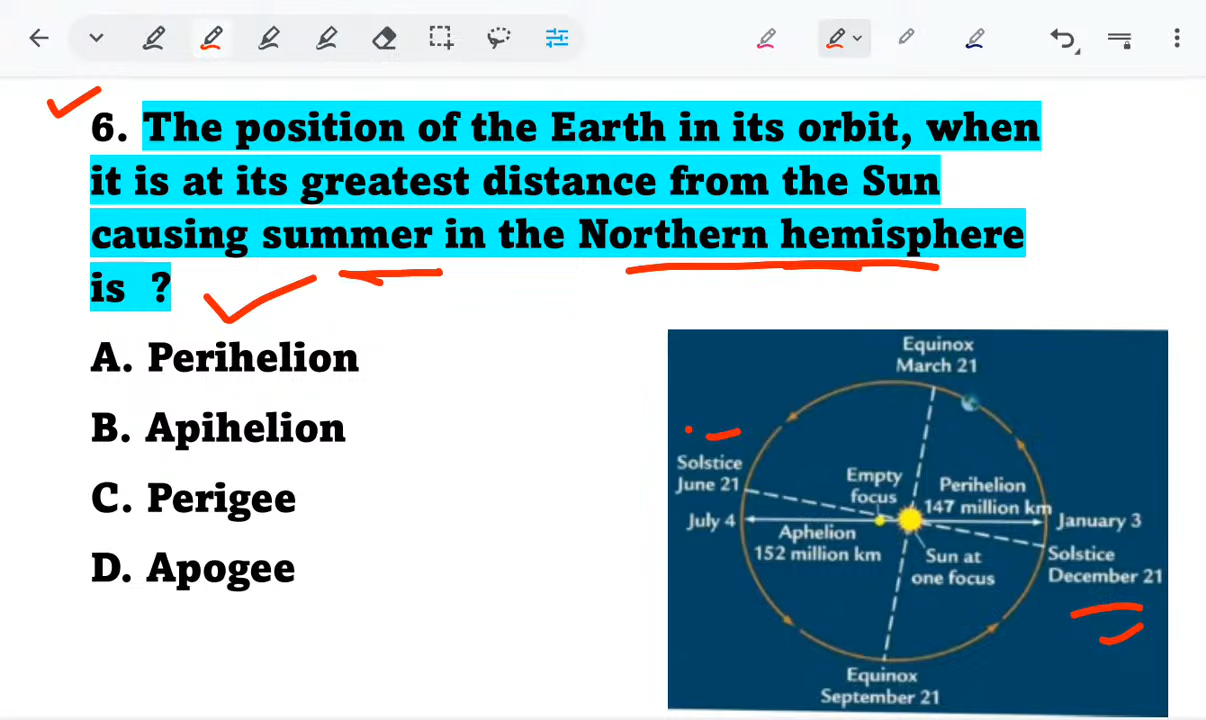 6. The position of the Earth in its orbit, when
it is at its greatest distance from the Sun
causing summer in the Northern hemisphere
is ?
A. Perihelion
B. Apihelion
C. Perigee
D. Apogee
Equinox
March 21
Solstice
June 21
Empty
focus
Perihelion
147 million km
July 4
January 3
Aphelion
152 million km
Sun at
one focus
Solstice
December 21
Equinox
September 21